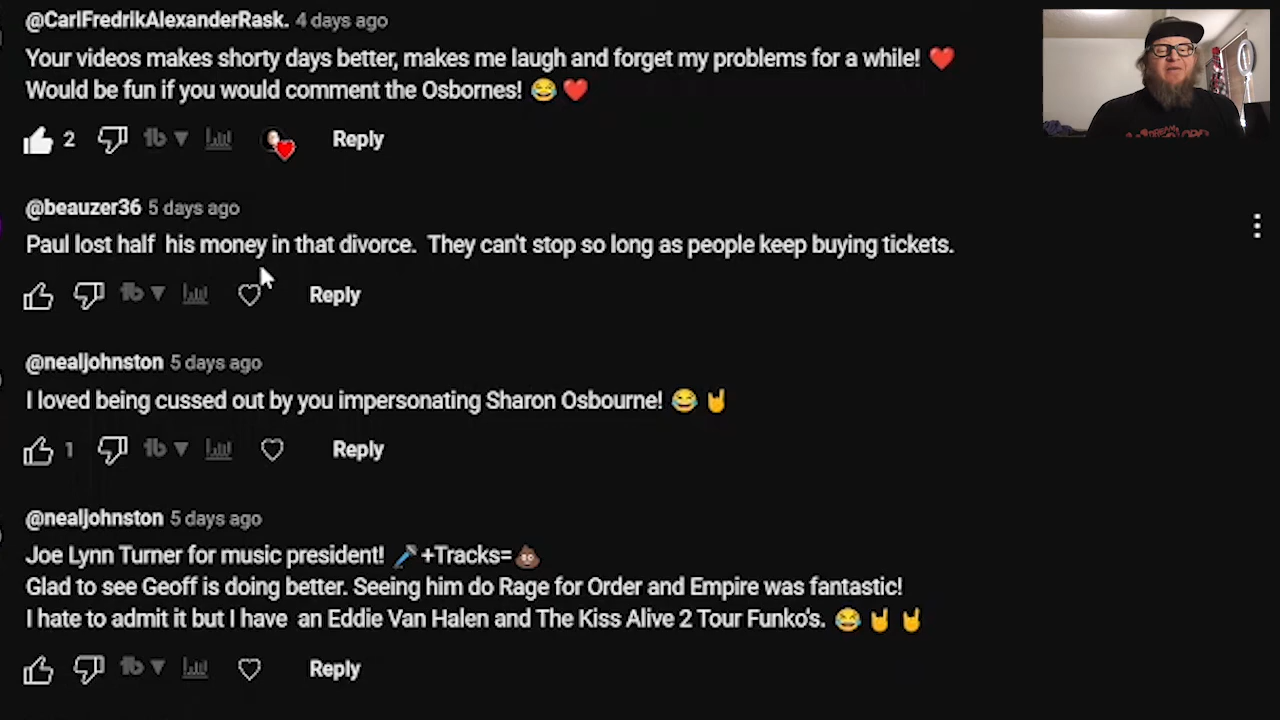 @CarlFredrikAlexanderRask. 4 days ago
Your videos makes shorty days better, makes me laugh and forget my problems for a while! ❤️
Would be fun if you would comment the Osbornes! 😂❤️
2 Reply
@beauzer36 5 days ago
Paul lost half his money in that divorce. They can't stop so long as people keep buying tickets.
Reply
@nealjohnston 5 days ago
I loved being cussed out by you impersonating Sharon Osbourne! 😂🤘
1 Reply
@nealjohnston 5 days ago
Joe Lynn Turner for music president! 🎤+Tracks=💩
Glad to see Geoff is doing better. Seeing him do Rage for Order and Empire was fantastic!
I hate to admit it but I have an Eddie Van Halen and The Kiss Alive 2 Tour Funko's. 😂🤘🤘
Reply